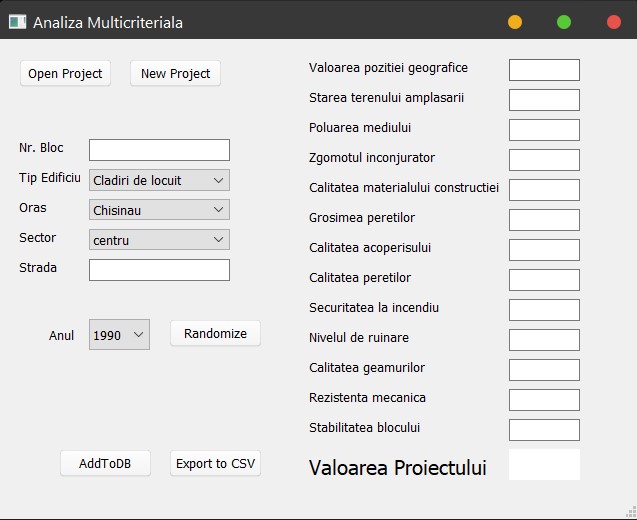 Analiza Multicriteriala
Open Project
New Project
Nr. Bloc
Tip Edificiu
Cladiri de locuit
Oras
Chisinau
Sector
centru
Strada
Anul
1990
Randomize
AddToDB
Export to CSV
Valoarea pozitiei geografice
Starea terenului amplasarii
Poluarea mediului
Zgomotul inconjurator
Calitatea materialului constructiei
Grosimea peretilor
Calitatea acoperisului
Calitatea peretilor
Securitatea la incendiu
Nivelul de ruinare
Calitatea geamurilor
Rezistenta mecanica
Stabilitatea blocului
Valoarea Proiectului